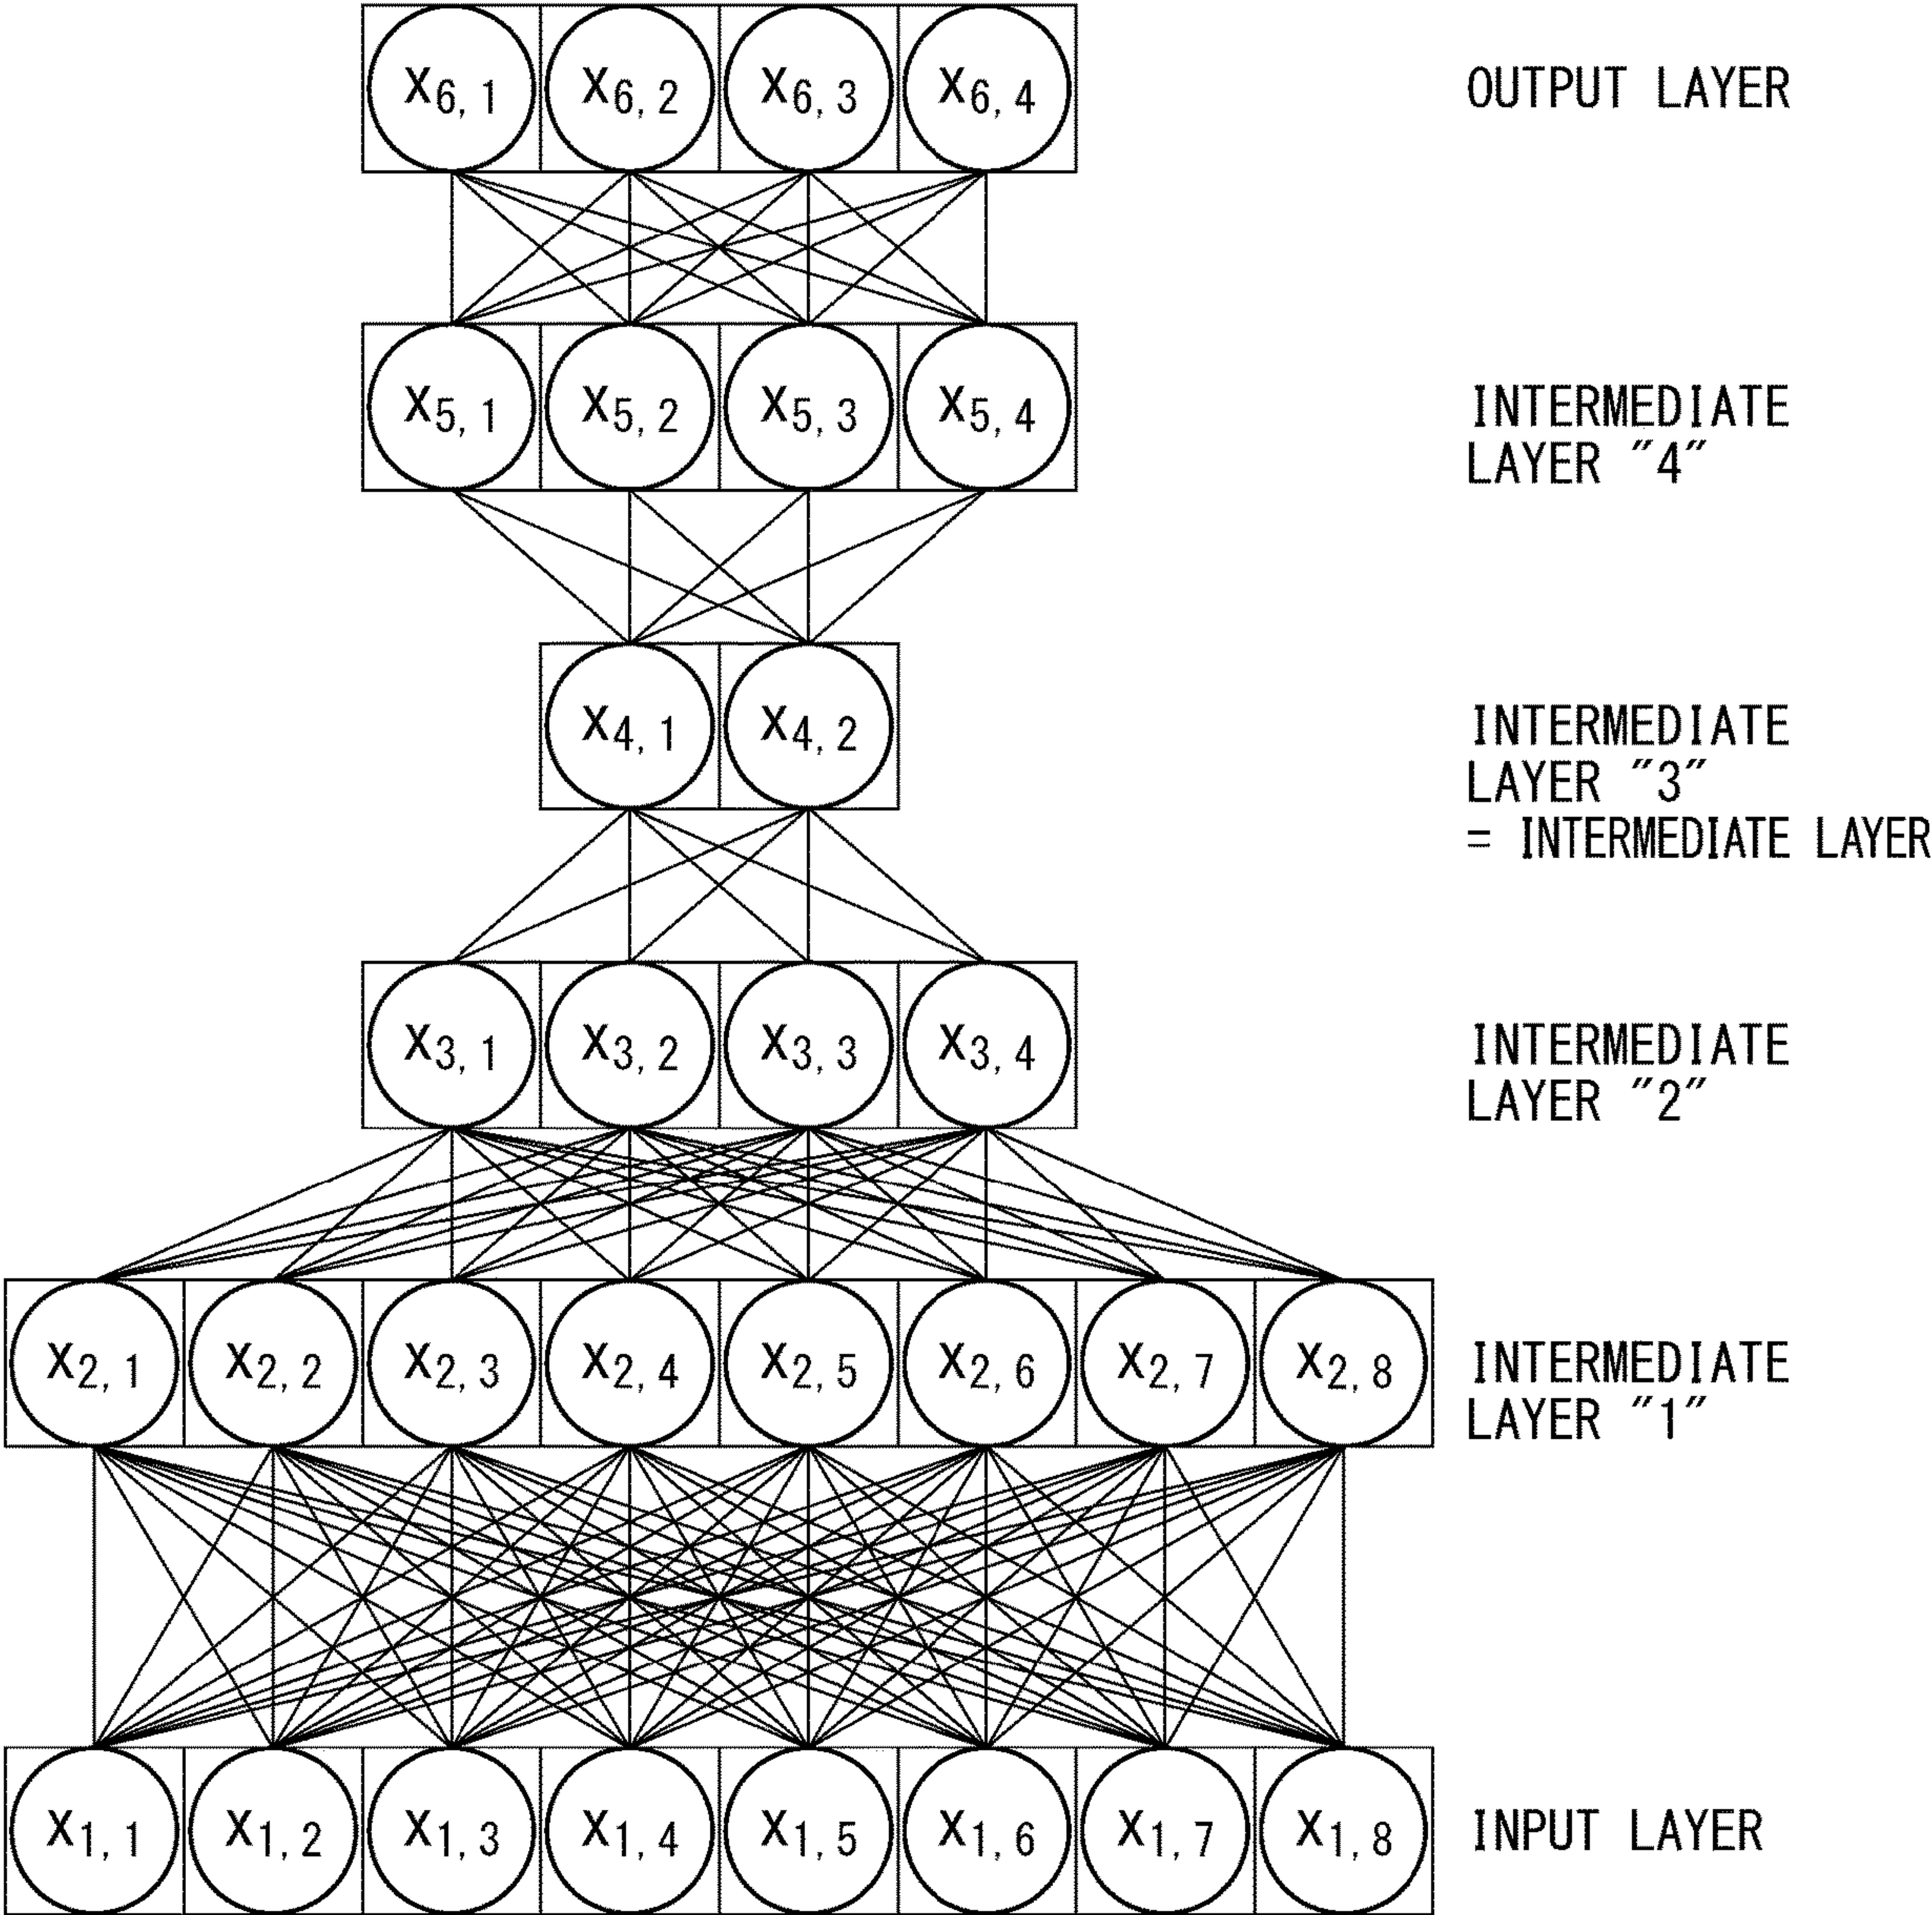 x6,1 x6,2 x6,3 x6,4 OUTPUT LAYER
x5,1 x5,2 x5,3 x5,4 INTERMEDIATE
LAYER "4"
x4,1 x4,2 INTERMEDIATE
LAYER "3"
= INTERMEDIATE LAYER
x3,1 x3,2 x3,3 x3,4 INTERMEDIATE
LAYER "2"
x2,1 x2,2 x2,3 x2,4 x2,5 x2,6 x2,7 x2,8 INTERMEDIATE
LAYER "1"
x1,1 x1,2 x1,3 x1,4 x1,5 x1,6 x1,7 x1,8 INPUT LAYER